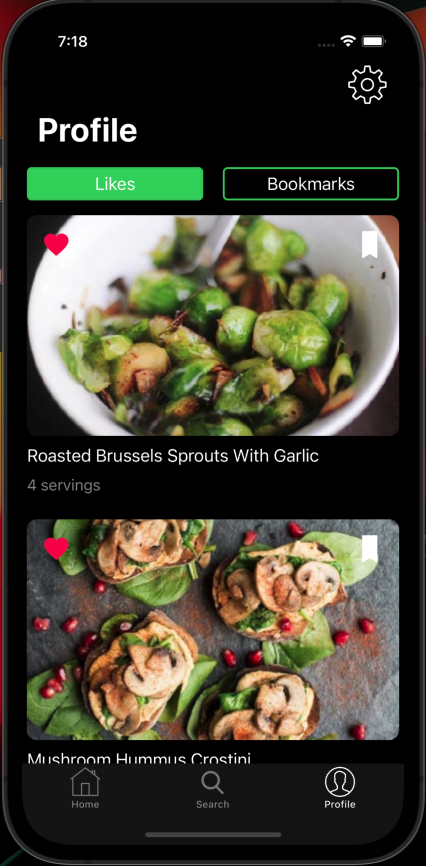 7:18
Profile
Likes Bookmarks
Roasted Brussels Sprouts With Garlic
4 servings
Mushroom Hummus Crostini
Home Search Profile